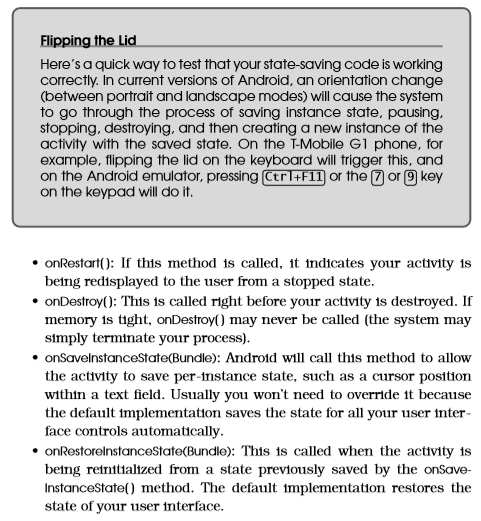 Flipping the Lid
Here's a quick way to test that your state-saving code is working
correctly. In current versions of Android, an orientation change
(between portrait and landscape modes) will cause the system
to go through the process of saving instance state, pausing,
stopping, destroying, and then creating a new instance of the
activity with the saved state. On the T-Mobile G1 phone, for
example, flipping the lid on the keyboard will trigger this, and
on the Android emulator, pressing Ctrl+F11 or the 7 or 9 key
on the keypad will do it.
• onRestart(): If this method is called, it indicates your activity is
being redisplayed to the user from a stopped state.
• onDestroy(): This is called right before your activity is destroyed. If
memory is tight, onDestroy() may never be called (the system may
simply terminate your process).
• onSaveInstanceState(Bundle): Android will call this method to allow
the activity to save per-instance state, such as a cursor position
within a text field. Usually you won't need to override it because
the default implementation saves the state for all your user inter-
face controls automatically.
• onRestoreInstanceState(Bundle): This is called when the activity is
being reinitialized from a state previously saved by the onSave-
InstanceState() method. The default implementation restores the
state of your user interface.